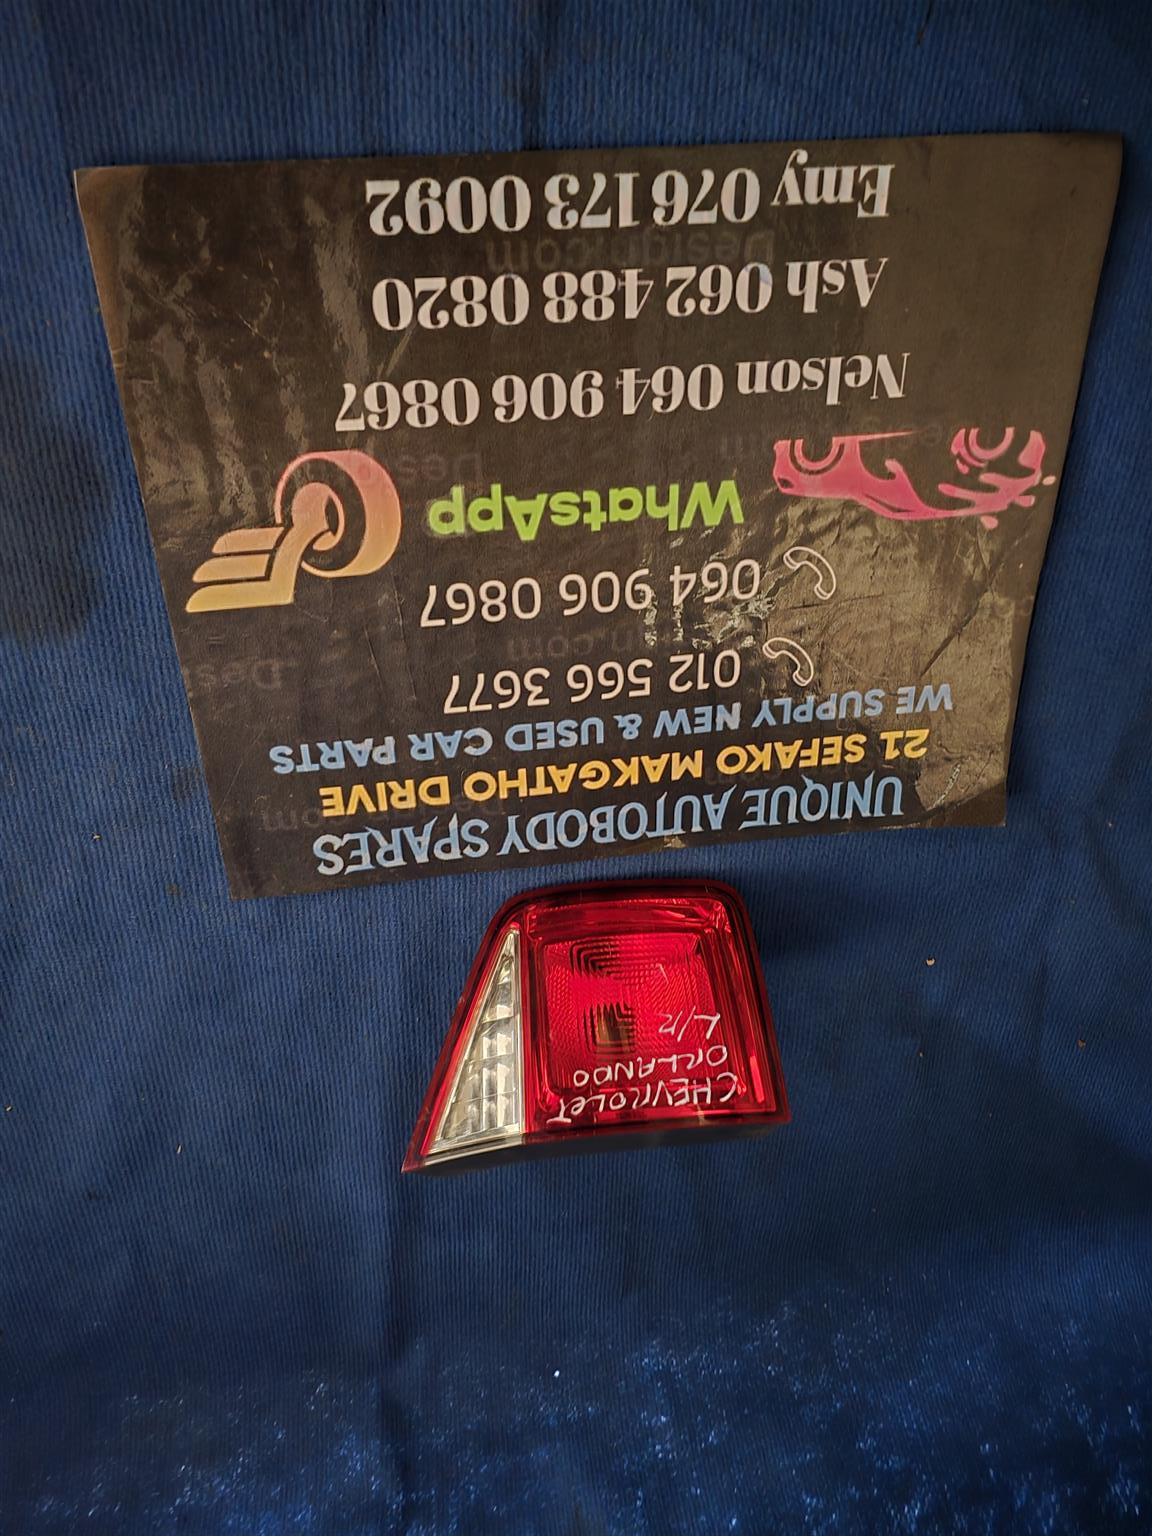 UNIQUE AUTOBODY SPARES
21 SEFAKO MAKGATHO DRIVE
WE SUPPLY NEW & USED CAR PARTS
012 566 3677
064 906 0867
WhatsApp
Nelson 064 906 0867
Ash 062 488 0820
Emy 076 173 0092
CHEVROLET
ORLANDO
L/R